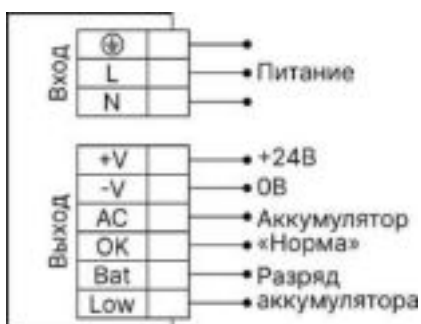 Вход
L
Питание
N
Выход
+V
+24В
-V
0В
AC
Аккумулятор
OK
«Норма»
Bat
Разряд
Low
аккумулятора